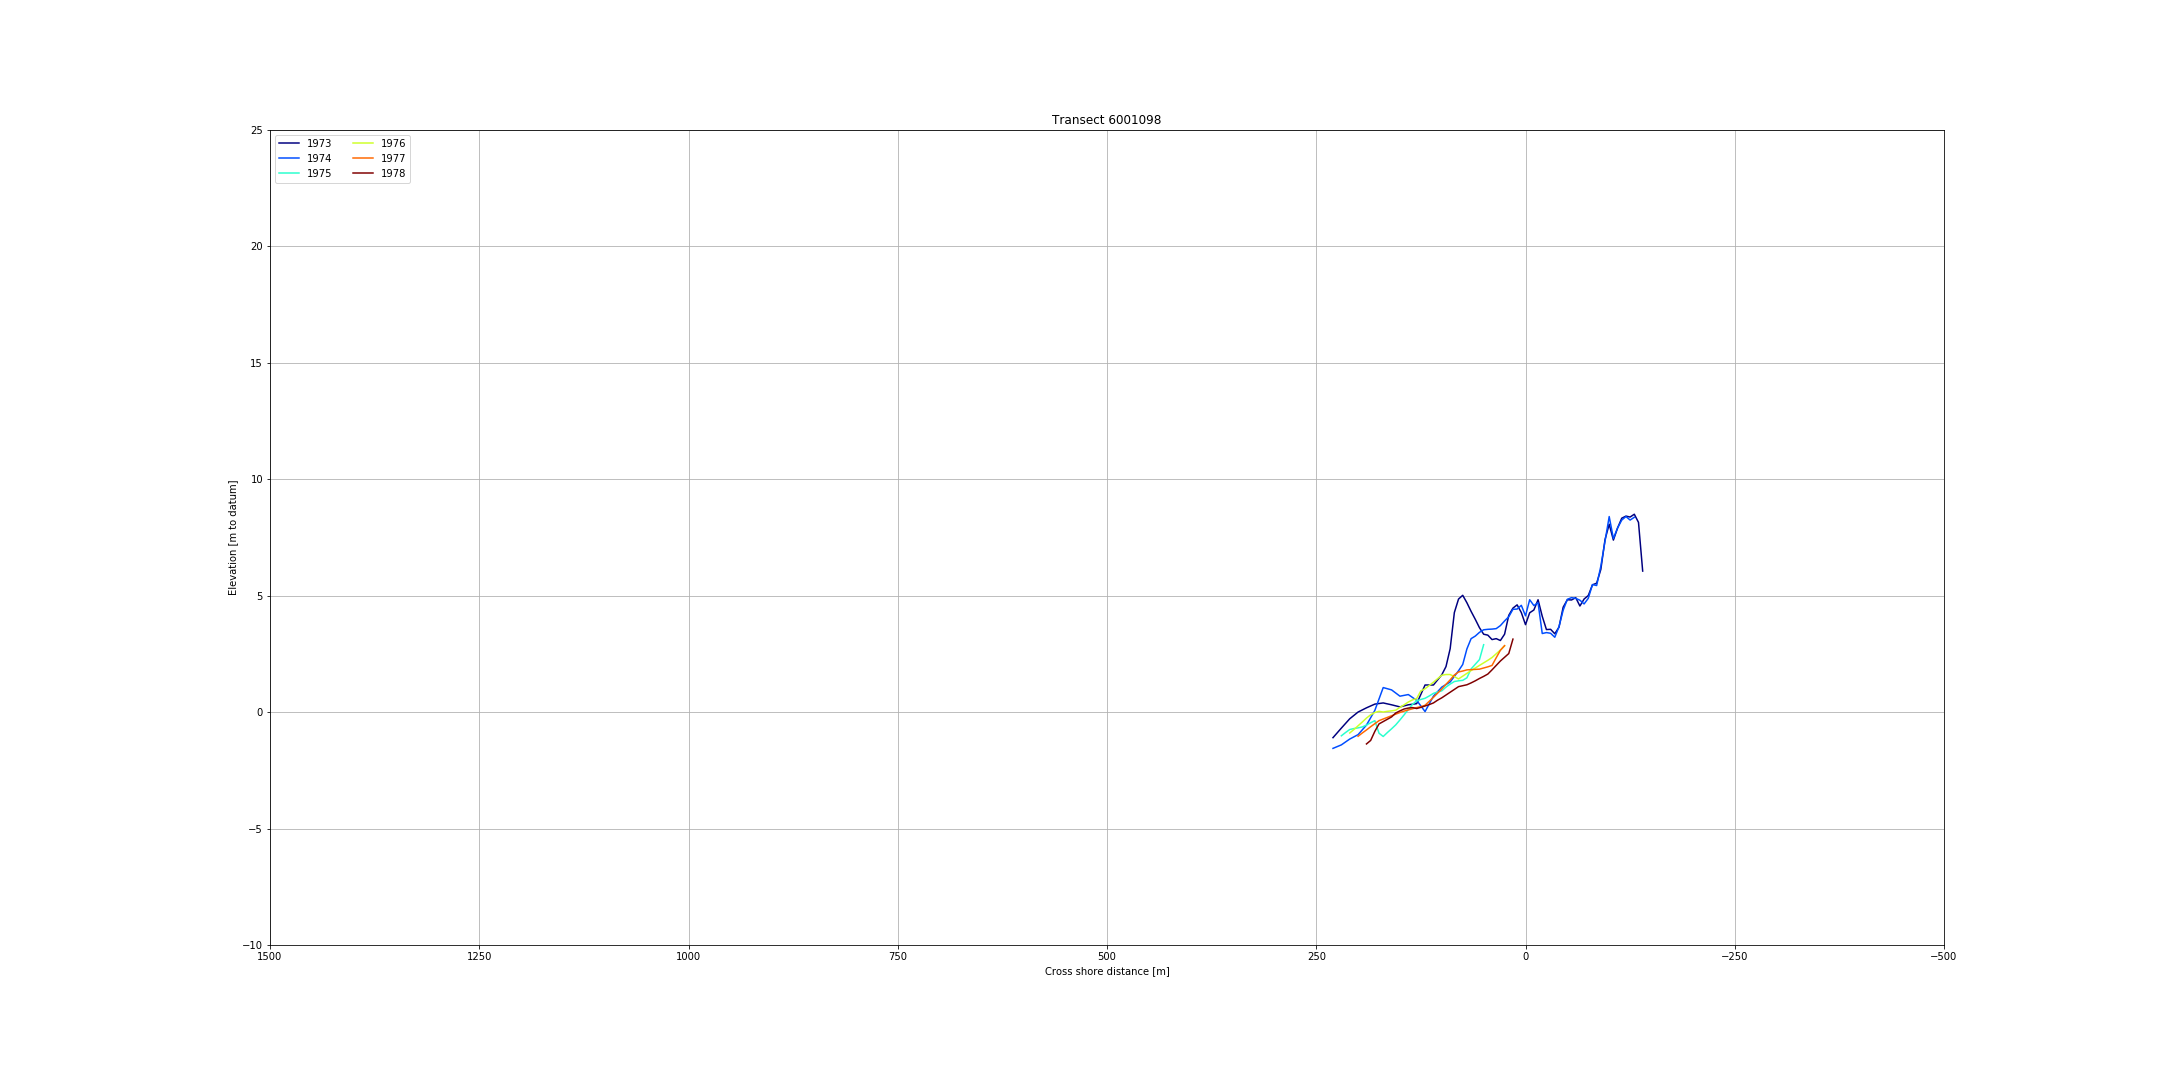 Transect 6001098
25
1973 1976
1974 1977
1975 1978
20
15
10
Elevation [m to datum]
5
0
−5
−10
1500 1250 1000 750 500 250 0 −250 −500
Cross shore distance [m]